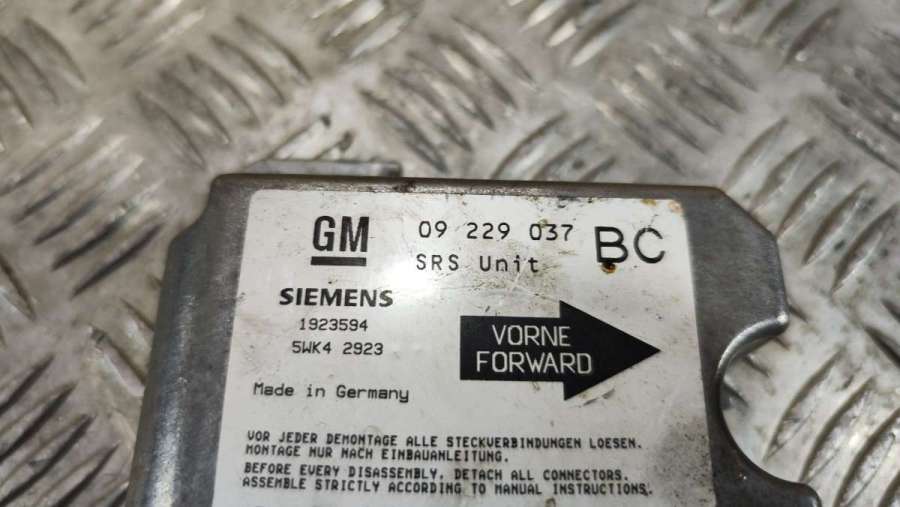 GM 09 229 037 BC
SRS Unit
SIEMENS
1923594
5WK4 2923
VORNE
FORWARD
Made in Germany
VOR JEDER DEMONTAGE ALLE STECKVERBINDUNGEN LOESEN.
MONTAGE NUR NACH EINBAUANLEITUNG.
BEFORE EVERY DISASSEMBLY, DETACH ALL CONNECTORS.
ASSEMBLE STRICTLY ACCORDING TO MANUAL INSTRUCTIONS.